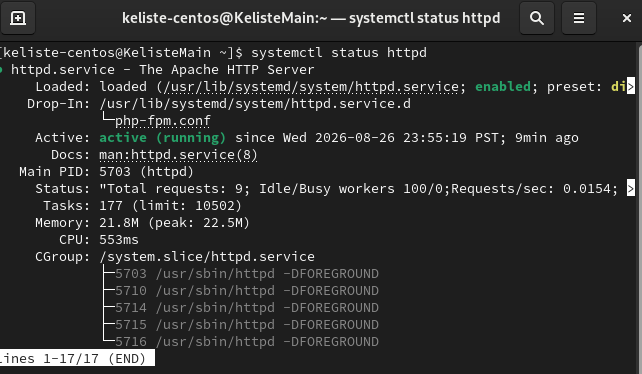 keliste-centos@KelisteMain:~ — systemctl status httpd
[keliste-centos@KelisteMain ~]$ systemctl status httpd
● httpd.service - The Apache HTTP Server
Loaded: loaded (/usr/lib/systemd/system/httpd.service; enabled; preset: di>
Drop-In: /usr/lib/systemd/system/httpd.service.d
└─php-fpm.conf
Active: active (running) since Wed 2026-08-26 23:55:19 PST; 9min ago
Docs: man:httpd.service(8)
Main PID: 5703 (httpd)
Status: "Total requests: 9; Idle/Busy workers 100/0;Requests/sec: 0.0154; >
Tasks: 177 (limit: 10502)
Memory: 21.8M (peak: 22.5M)
CPU: 553ms
CGroup: /system.slice/httpd.service
├─5703 /usr/sbin/httpd -DFOREGROUND
├─5710 /usr/sbin/httpd -DFOREGROUND
├─5714 /usr/sbin/httpd -DFOREGROUND
├─5715 /usr/sbin/httpd -DFOREGROUND
└─5716 /usr/sbin/httpd -DFOREGROUND
lines 1-17/17 (END)